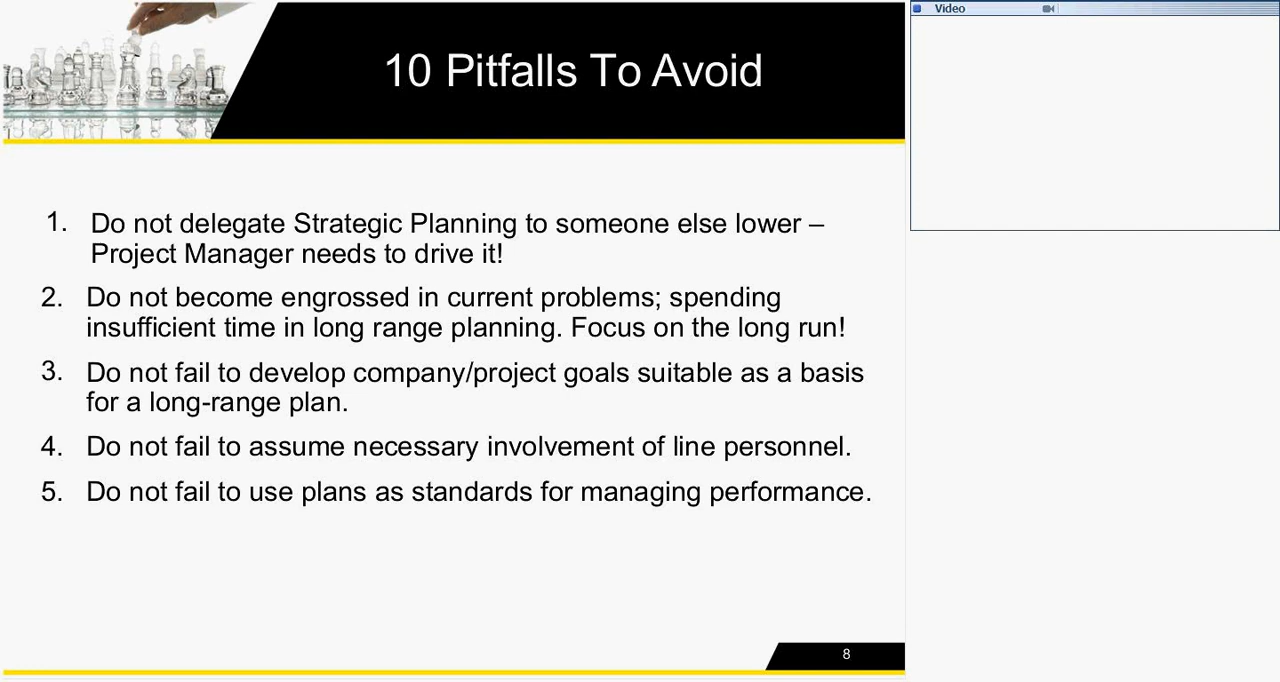 10 Pitfalls To Avoid
Video
1. Do not delegate Strategic Planning to someone else lower –
Project Manager needs to drive it!
2. Do not become engrossed in current problems; spending
insufficient time in long range planning. Focus on the long run!
3. Do not fail to develop company/project goals suitable as a basis
for a long-range plan.
4. Do not fail to assume necessary involvement of line personnel.
5. Do not fail to use plans as standards for managing performance.
8